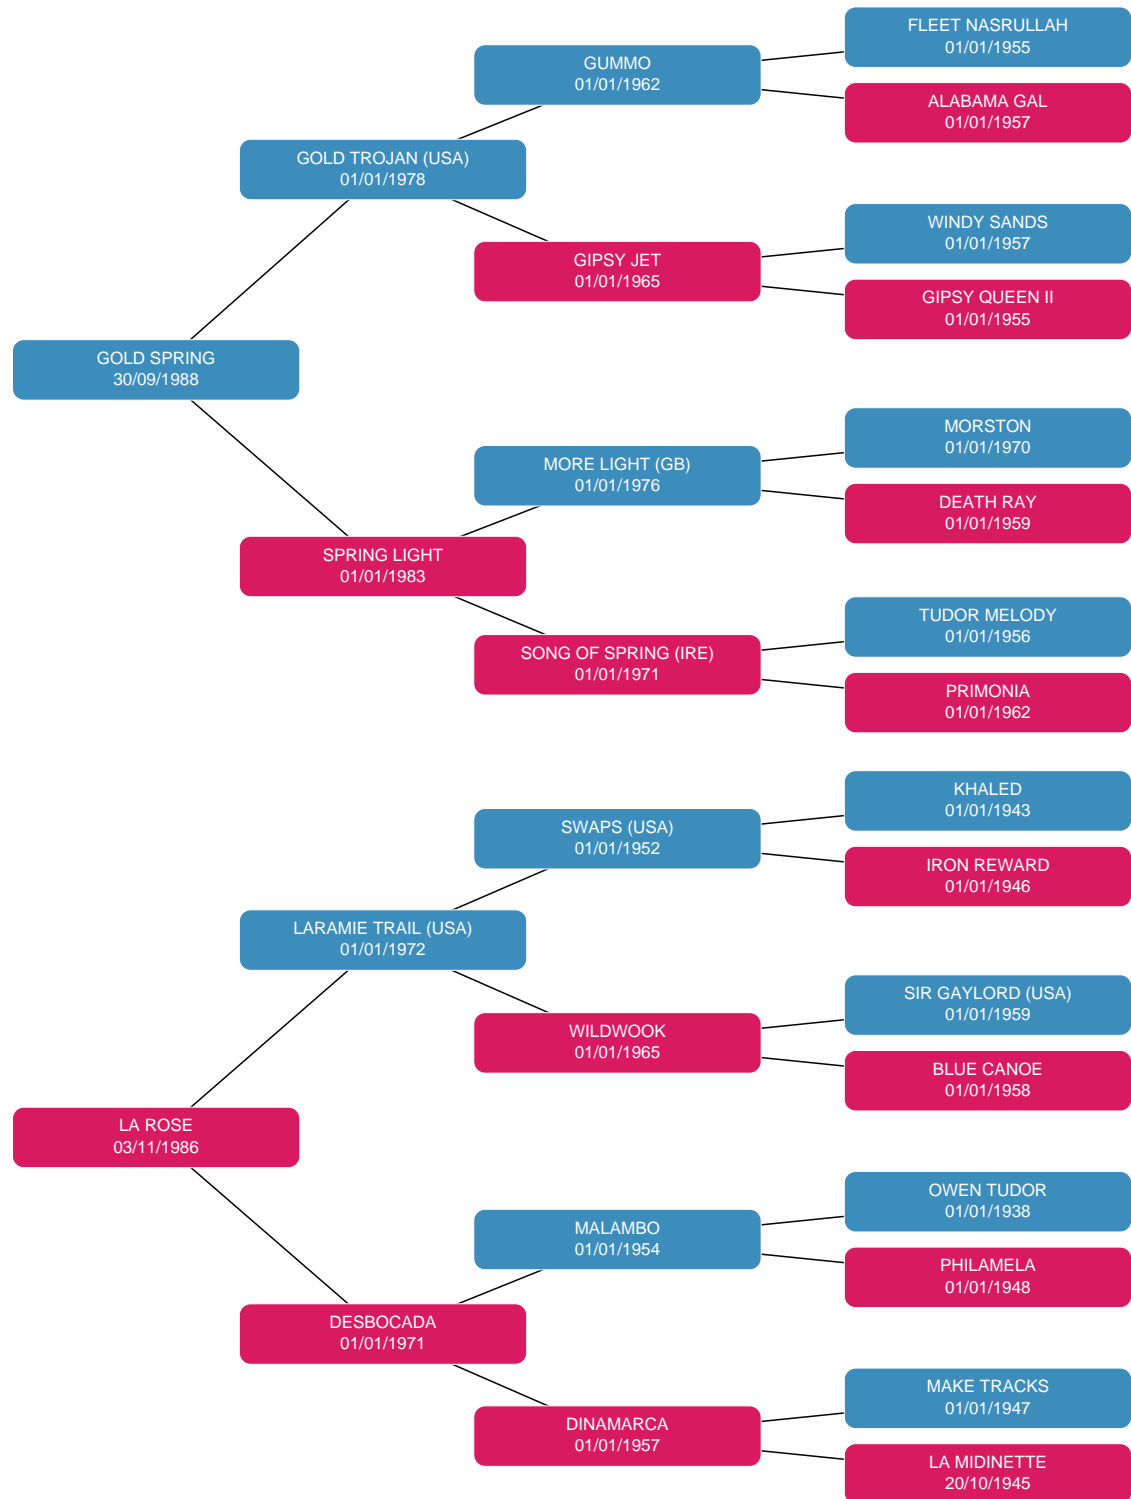 FLEET NASRULLAH
01/01/1955
GUMMO
01/01/1962
ALABAMA GAL
01/01/1957
GOLD TROJAN (USA)
01/01/1978
WINDY SANDS
01/01/1957
GIPSY JET
01/01/1965
GIPSY QUEEN II
01/01/1955
GOLD SPRING
30/09/1988
MORSTON
01/01/1970
MORE LIGHT (GB)
01/01/1976
DEATH RAY
01/01/1959
SPRING LIGHT
01/01/1983
TUDOR MELODY
01/01/1956
SONG OF SPRING (IRE)
01/01/1971
PRIMONIA
01/01/1962
KHALED
01/01/1943
SWAPS (USA)
01/01/1952
IRON REWARD
01/01/1946
LARAMIE TRAIL (USA)
01/01/1972
SIR GAYLORD (USA)
01/01/1959
WILDWOOK
01/01/1965
BLUE CANOE
01/01/1958
LA ROSE
03/11/1986
OWEN TUDOR
01/01/1938
MALAMBO
01/01/1954
PHILAMELA
01/01/1948
DESBOCADA
01/01/1971
MAKE TRACKS
01/01/1947
DINAMARCA
01/01/1957
LA MIDINETTE
20/10/1945